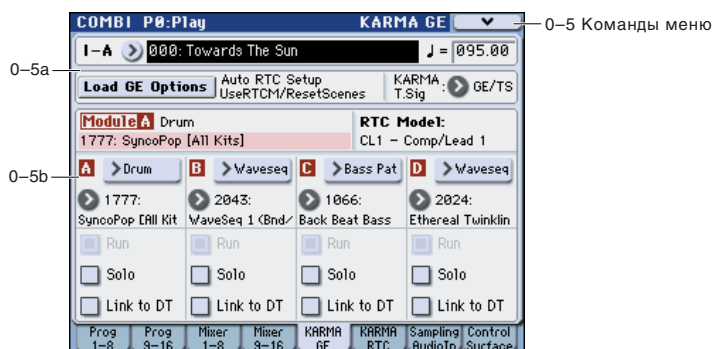 COMBI P0:Play KARMA GE
0–5 Команды меню
I-A 000: Towards The Sun ♩= 095.00
0–5a
Load GE Options Auto RTC Setup UseRTCM/ResetScenes KARMA T.Sig : GE/TS
Module A Drum RTC Model:
1777: SyncoPop [All Kits] CL1 – Comp/Lead 1
0–5b
A >Drum B >Waveseq C >Bass Pat D >Waveseq
1777: 2043: 1066: 2024:
SyncoPop [All Kit WaveSeq 1 (Bnd/ Back Beat Bass Ethereal Twinklin
Run Run Run Run
Solo Solo Solo Solo
Link to DT Link to DT Link to DT Link to DT
Prog 1–8 Prog 9–16 Mixer 1–8 Mixer 9–16 KARMA GE KARMA RTC Sampling AudioIn Control Surface